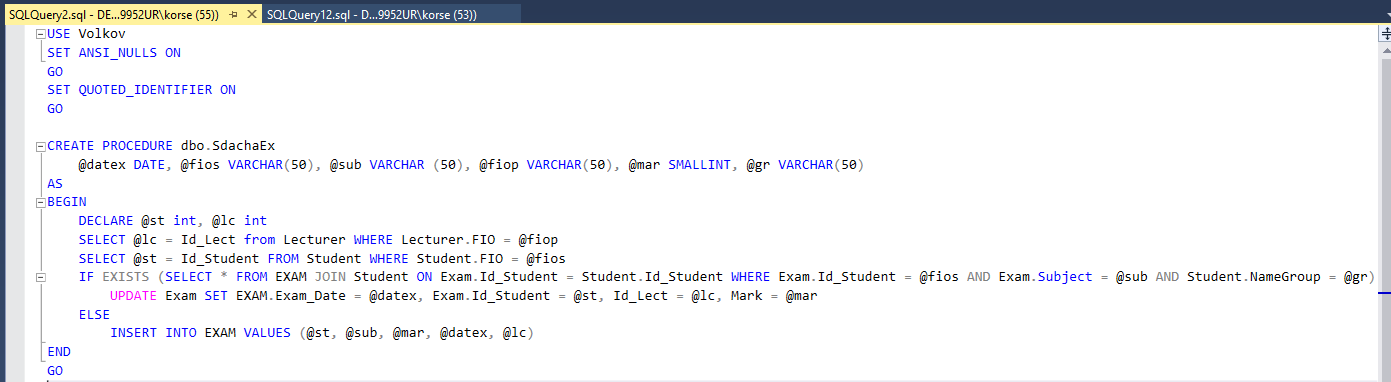 SQLQuery2.sql - DE...9952UR\korse (55)) SQLQuery12.sql - D...9952UR\korse (53))
USE Volkov
SET ANSI_NULLS ON
GO
SET QUOTED_IDENTIFIER ON
GO
CREATE PROCEDURE dbo.SdachaEx
@datex DATE, @fios VARCHAR(50), @sub VARCHAR (50), @fiop VARCHAR(50), @mar SMALLINT, @gr VARCHAR(50)
AS
BEGIN
DECLARE @st int, @lc int
SELECT @lc = Id_Lect from Lecturer WHERE Lecturer.FIO = @fiop
SELECT @st = Id_Student FROM Student WHERE Student.FIO = @fios
IF EXISTS (SELECT * FROM EXAM JOIN Student ON Exam.Id_Student = Student.Id_Student WHERE Exam.Id_Student = @fios AND Exam.Subject = @sub AND Student.NameGroup = @gr)
UPDATE Exam SET EXAM.Exam_Date = @datex, Exam.Id_Student = @st, Id_Lect = @lc, Mark = @mar
ELSE
INSERT INTO EXAM VALUES (@st, @sub, @mar, @datex, @lc)
END
GO